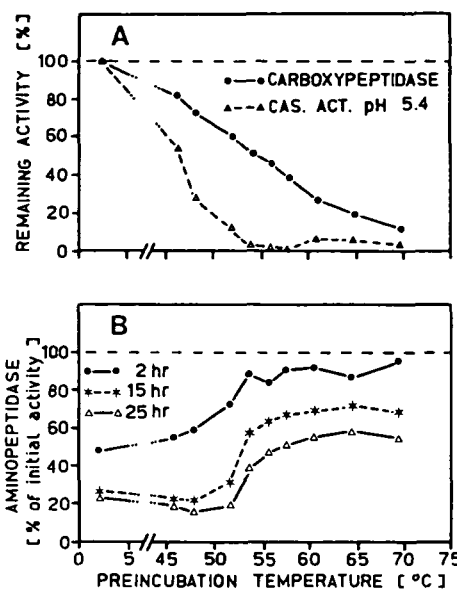 REMAINING ACTIVITY [%]
A
100
80
60
40
20
0
CARBOXYPEPTIDASE
CAS. ACT. pH 5.4
AMINOPEPTIDASE
[% of initial activity]
B
100
80
60
40
20
0
2 hr
15 hr
25 hr
0 5 45 50 55 60 65 70 75
PREINCUBATION TEMPERATURE [°C]